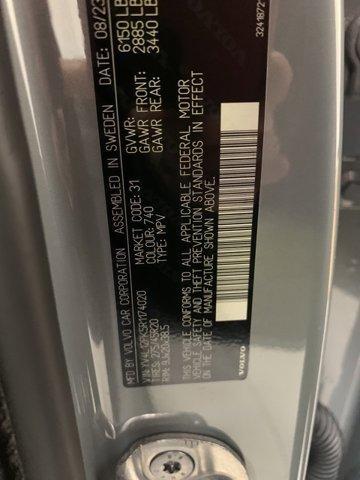 MFD BY: VOLVO CAR CORPORATION ASSEMBLED IN SWEDEN DATE: 08/23
MARKET CODE: 31
COLOUR: 740
TYPE: MPV
GVWR: 6150 LB
GAWR FRONT: 2885 LB
GAWR REAR: 3440 LB
THIS VEHICLE CONFORMS TO ALL APPLICABLE FEDERAL MOTOR
VEHICLE SAFETY AND THEFT PREVENTION STANDARDS IN EFFECT
ON THE DATE OF MANUFACTURE SHOWN ABOVE.
VOLVO